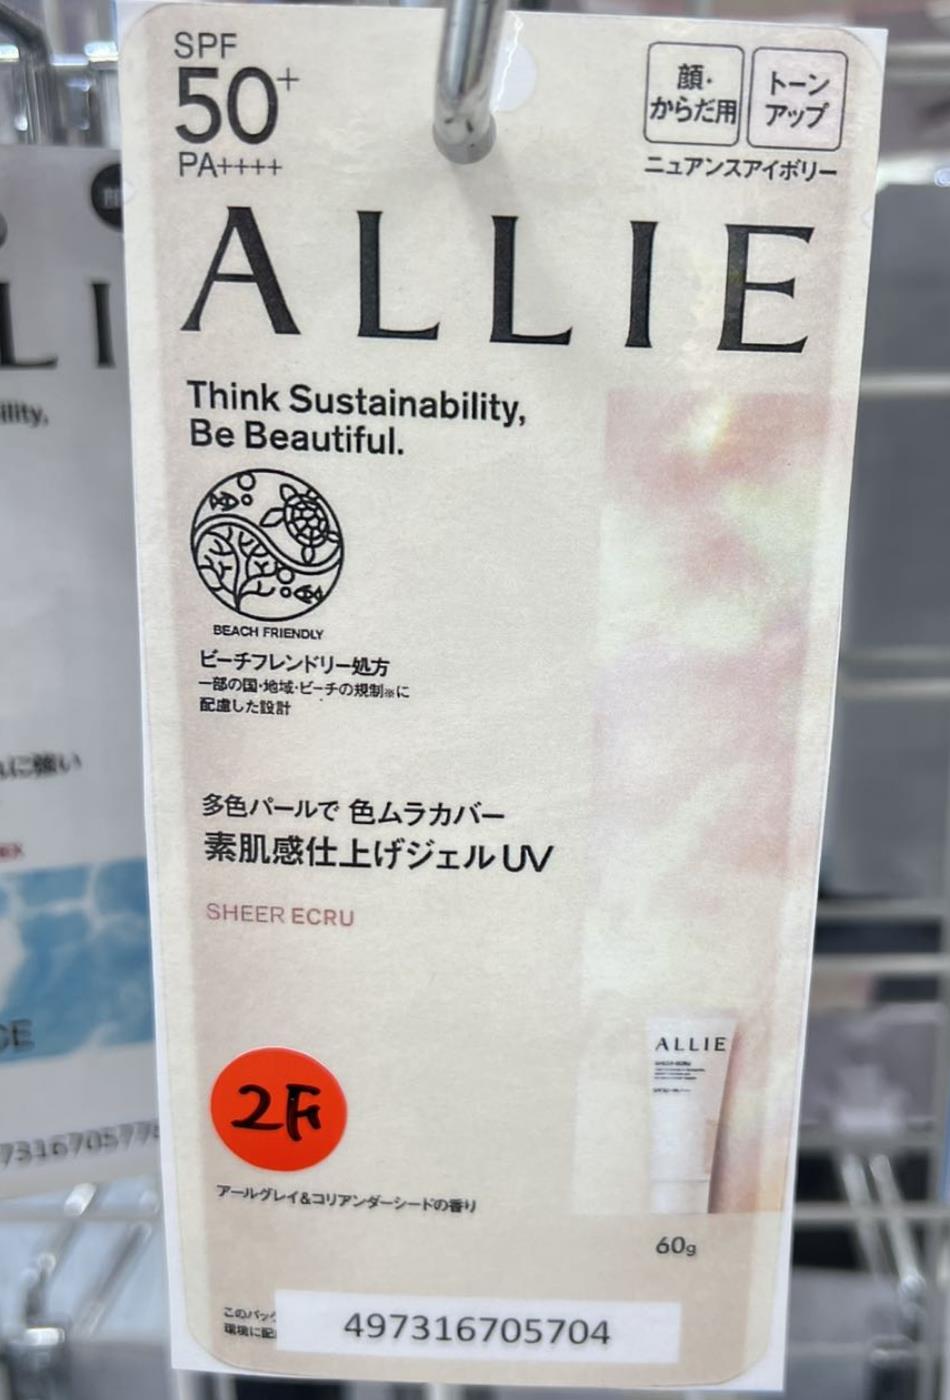 SPF
50+
PA++++
顔・
からだ用
トーン
アップ
ニュアンスアイボリー
ALLIE
Think Sustainability,
Be Beautiful.
BEACH FRIENDLY
ビーチフレンドリー処方
一部の国・地域・ビーチの規制※に
配慮した設計
多色パールで 色ムラカバー
素肌感仕上げジェルUV
SHEER ECRU
2F
アールグレイ&コリアンダーシードの香り
ALLIE
SHEER ECRU
60g
このパッ
環境に配
497316705704
LI
ility,
に強い